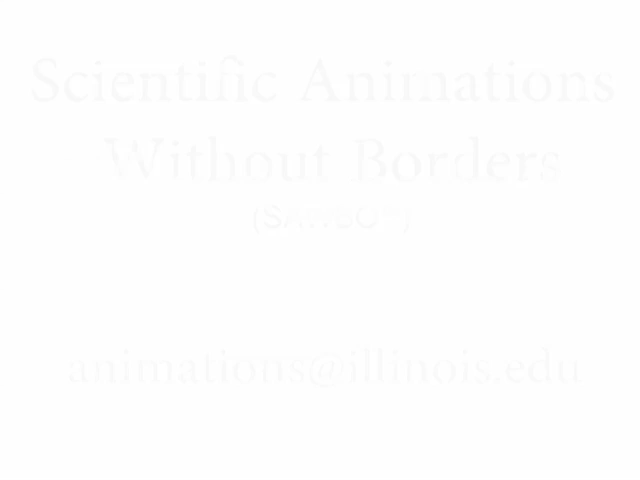 Scientific Animations
Without Borders
(SAWBO™)
animations@illinois.edu